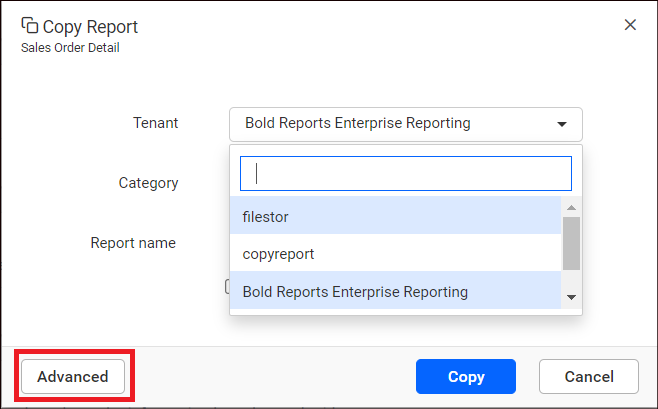 Copy Report
Sales Order Detail
Tenant
Bold Reports Enterprise Reporting
Category
filestor
copyreport
Report name
Bold Reports Enterprise Reporting
Advanced
Copy
Cancel